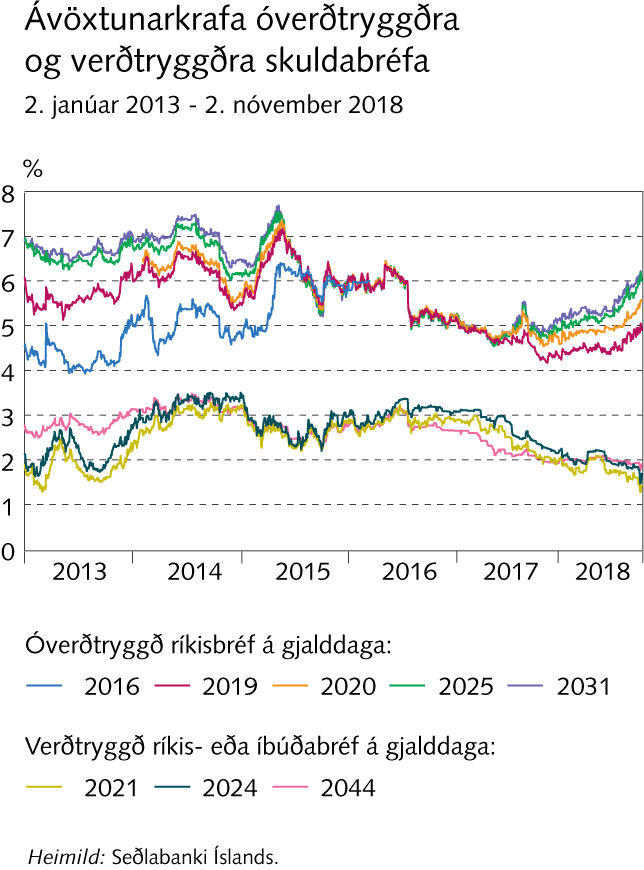 Ávöxtunarkrafa óverðtryggðra
og verðtryggðra skuldabréfa
2. janúar 2013 - 2. nóvember 2018
%
8
7
6
5
4
3
2
1
0
2013 2014 2015 2016 2017 2018
Óverðtryggð ríkisbréf á gjalddaga:
2016 2019 2020 2025 2031
Verðtryggð ríkis- eða íbúðabréf á gjalddaga:
2021 2024 2044
Heimild: Seðlabanki Íslands.